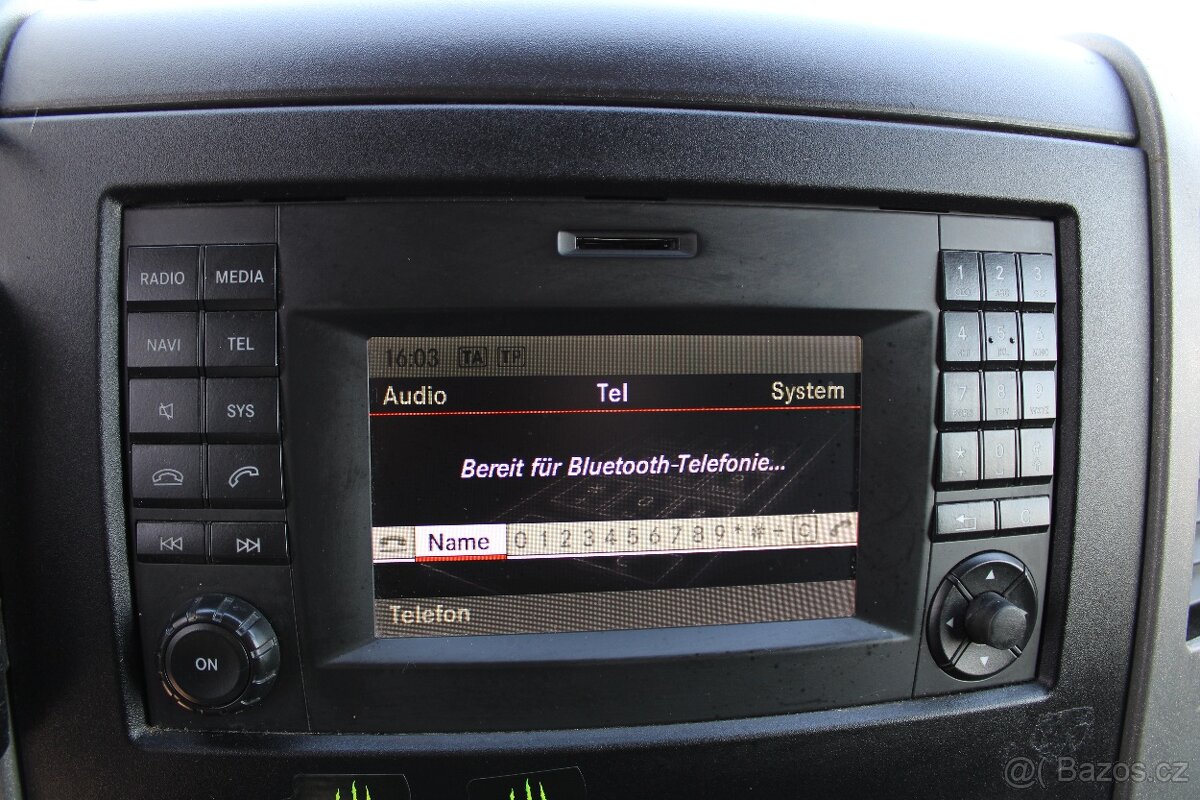 RADIO MEDIA
NAVI TEL
SYS
ON
16:03 TA TP
Audio Tel System
Bereit für Bluetooth-Telefonie...
Name 0 1 2 3 4 5 6 7 8 9 * # - C
Telefon
1 2 3
4 5 6
7 8 9
* 0 #
C
@( Bazos.cz